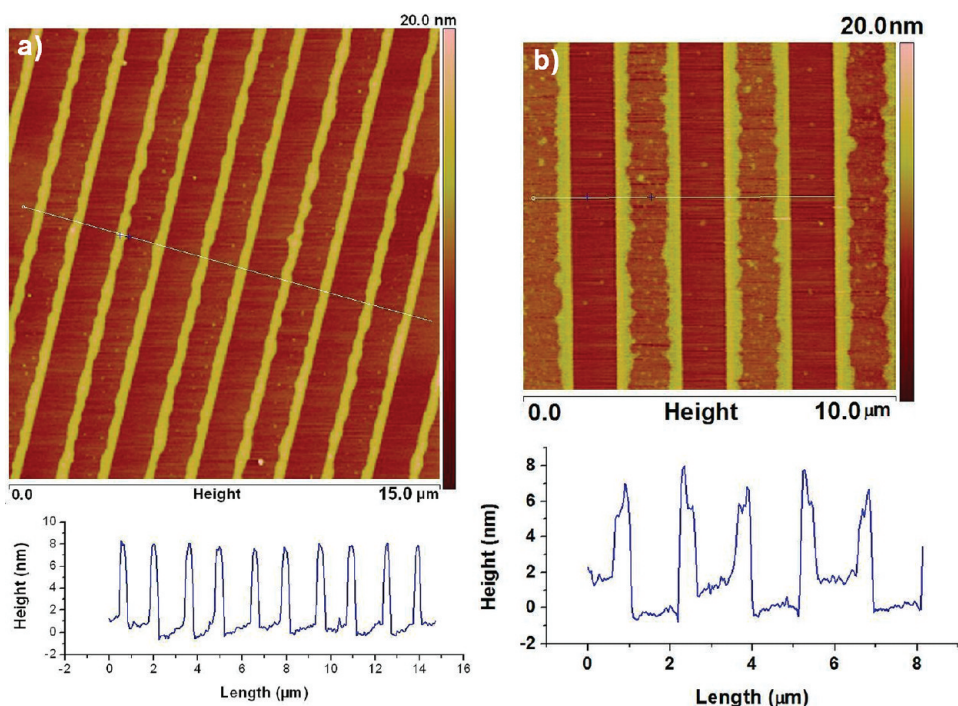 20.0 nm
a)
0.0 Height 15.0 µm
10
8
6
4
2
0
-2
Height (nm)
-2 0 2 4 6 8 10 12 14 16
Length (µm)
20.0 nm
b)
0.0 Height 10.0 µm
8
6
4
2
0
-2
Height (nm)
0 2 4 6 8
Length (µm)